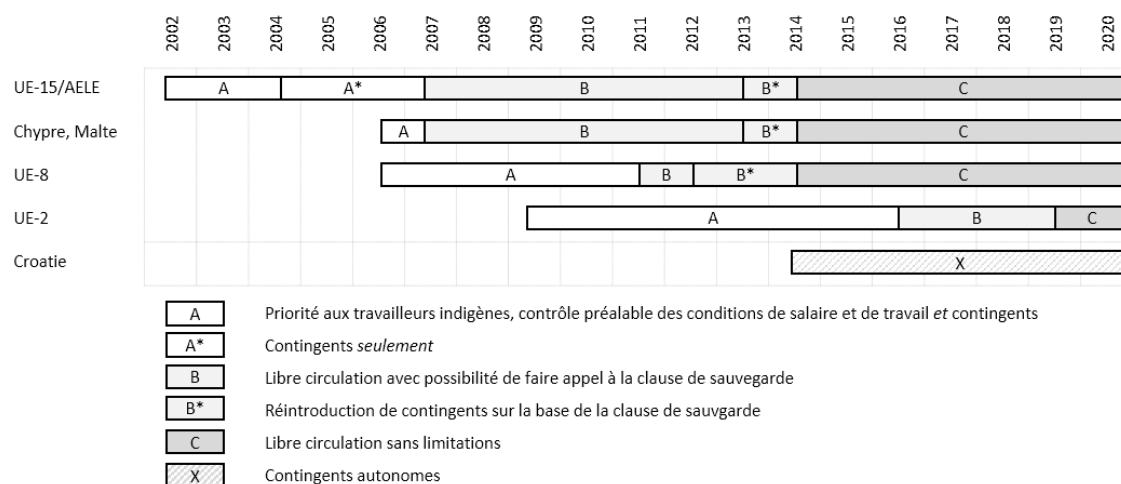 2002 2003 2004 2005 2006 2007 2008 2009 2010 2011 2012 2013 2014 2015 2016 2017 2018 2019 2020
UE-15/AELE A A* B B* C
Chypre, Malte A B B* C
UE-8 A B B* C
UE-2 A B C
Croatie X
A Priorité aux travailleurs indigènes, contrôle préalable des conditions de salaire et de travail et contingents
A* Contingents seulement
B Libre circulation avec possibilité de faire appel à la clause de sauvegarde
B* Réintroduction de contingents sur la base de la clause de sauvgarde
C Libre circulation sans limitations
X Contingents autonomes